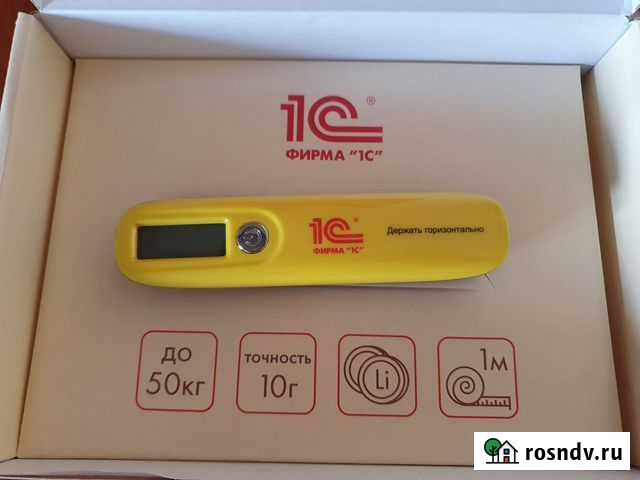 1С®
ФИРМА "1С"
1С
ФИРМА "1С"
Держать горизонтально
ДО
50КГ
ТОЧНОСТЬ
10Г
Li
1М
rosndv.ru